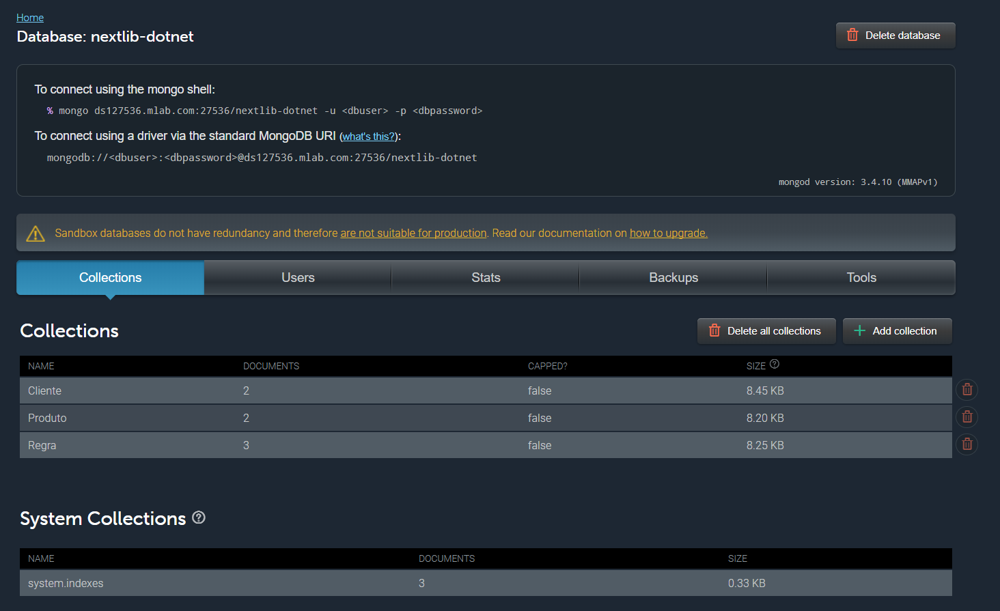 Home
Database: nextlib-dotnet
Delete database
To connect using the mongo shell:
% mongo ds127536.mlab.com:27536/nextlib-dotnet -u <dbuser> -p <dbpassword>
To connect using a driver via the standard MongoDB URI (what's this?):
mongodb://<dbuser>:<dbpassword>@ds127536.mlab.com:27536/nextlib-dotnet
mongod version: 3.4.10 (MMAPv1)
Sandbox databases do not have redundancy and therefore are not suitable for production. Read our documentation on how to upgrade.
Collections Users Stats Backups Tools
Collections
Delete all collections
Add collection
NAME DOCUMENTS CAPPED? SIZE ?
Cliente 2 false 8.45 KB
Produto 2 false 8.20 KB
Regra 3 false 8.25 KB
System Collections ?
NAME DOCUMENTS SIZE
system.indexes 3 0.33 KB